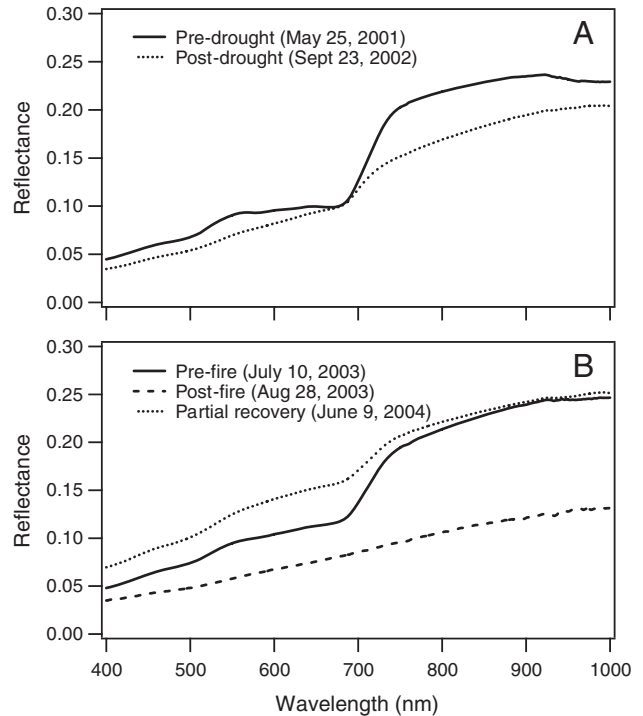 0.30
0.25
0.20
0.15
0.10
0.05
0.00
Reflectance
Pre-drought (May 25, 2001)
Post-drought (Sept 23, 2002)
A
0.30
0.25
0.20
0.15
0.10
0.05
0.00
Reflectance
Pre-fire (July 10, 2003)
Post-fire (Aug 28, 2003)
Partial recovery (June 9, 2004)
B
400 500 600 700 800 900 1000
Wavelength (nm)